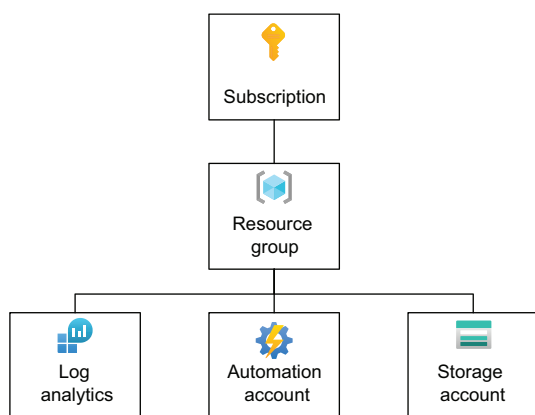 Subscription
Resource
group
Log
analytics
Automation
account
Storage
account